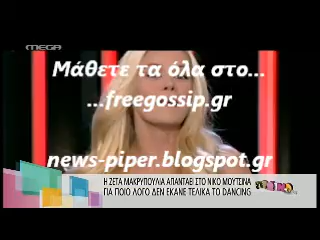 MEGA
Μάθετε τα όλα στο...
...freegossip.gr
news-piper.blogspot.gr
Η ΖΕΤΑ ΜΑΚΡΥΠΟΥΛΙΑ ΑΠΑΝΤΑΕΙ ΣΤΟ ΝΙΚΟ ΜΟΥΤΣΙΝΑ
ΓΙΑ ΠΟΙΟ ΛΟΓΟ ΔΕΝ ΕΚΑΝΕ ΤΕΛΙΚΑ ΤΟ DANCING